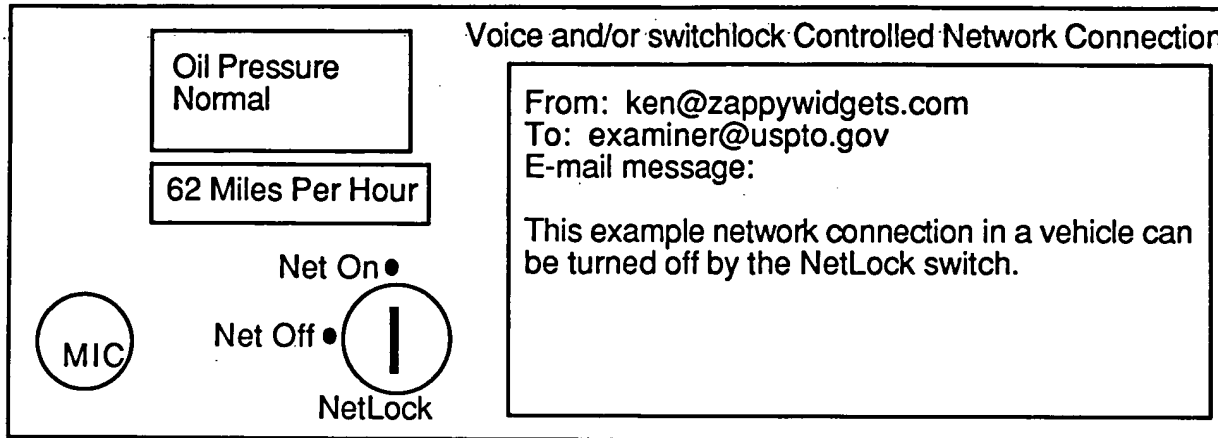 Voice and/or switchlock Controlled Network Connection
Oil Pressure
Normal
62 Miles Per Hour
Net On
Net Off
MIC
NetLock
From: ken@zappywidgets.com
To: examiner@uspto.gov
E-mail message:
This example network connection in a vehicle can
be turned off by the NetLock switch.